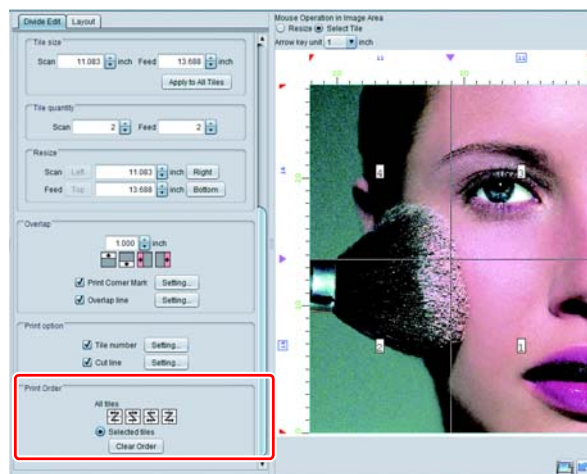 Divide Edit Layout
Tile size
Scan 11.083 inch Feed 13.688 inch
Apply to All Tiles
Tile quantity
Scan 2 Feed 2
Resize
Scan Left 11.083 inch Right
Feed Top 13.688 inch Bottom
Overlap
1.000 inch
Print Corner Mark Setting...
Overlap line Setting...
Print option
Tile number Setting...
Cut line Setting...
Print Order
All tiles
Selected tiles
Clear Order
Mouse Operation in Image Area
Resize Select Tile
Arrow key unit 1 inch
11 11
4 3
2 1